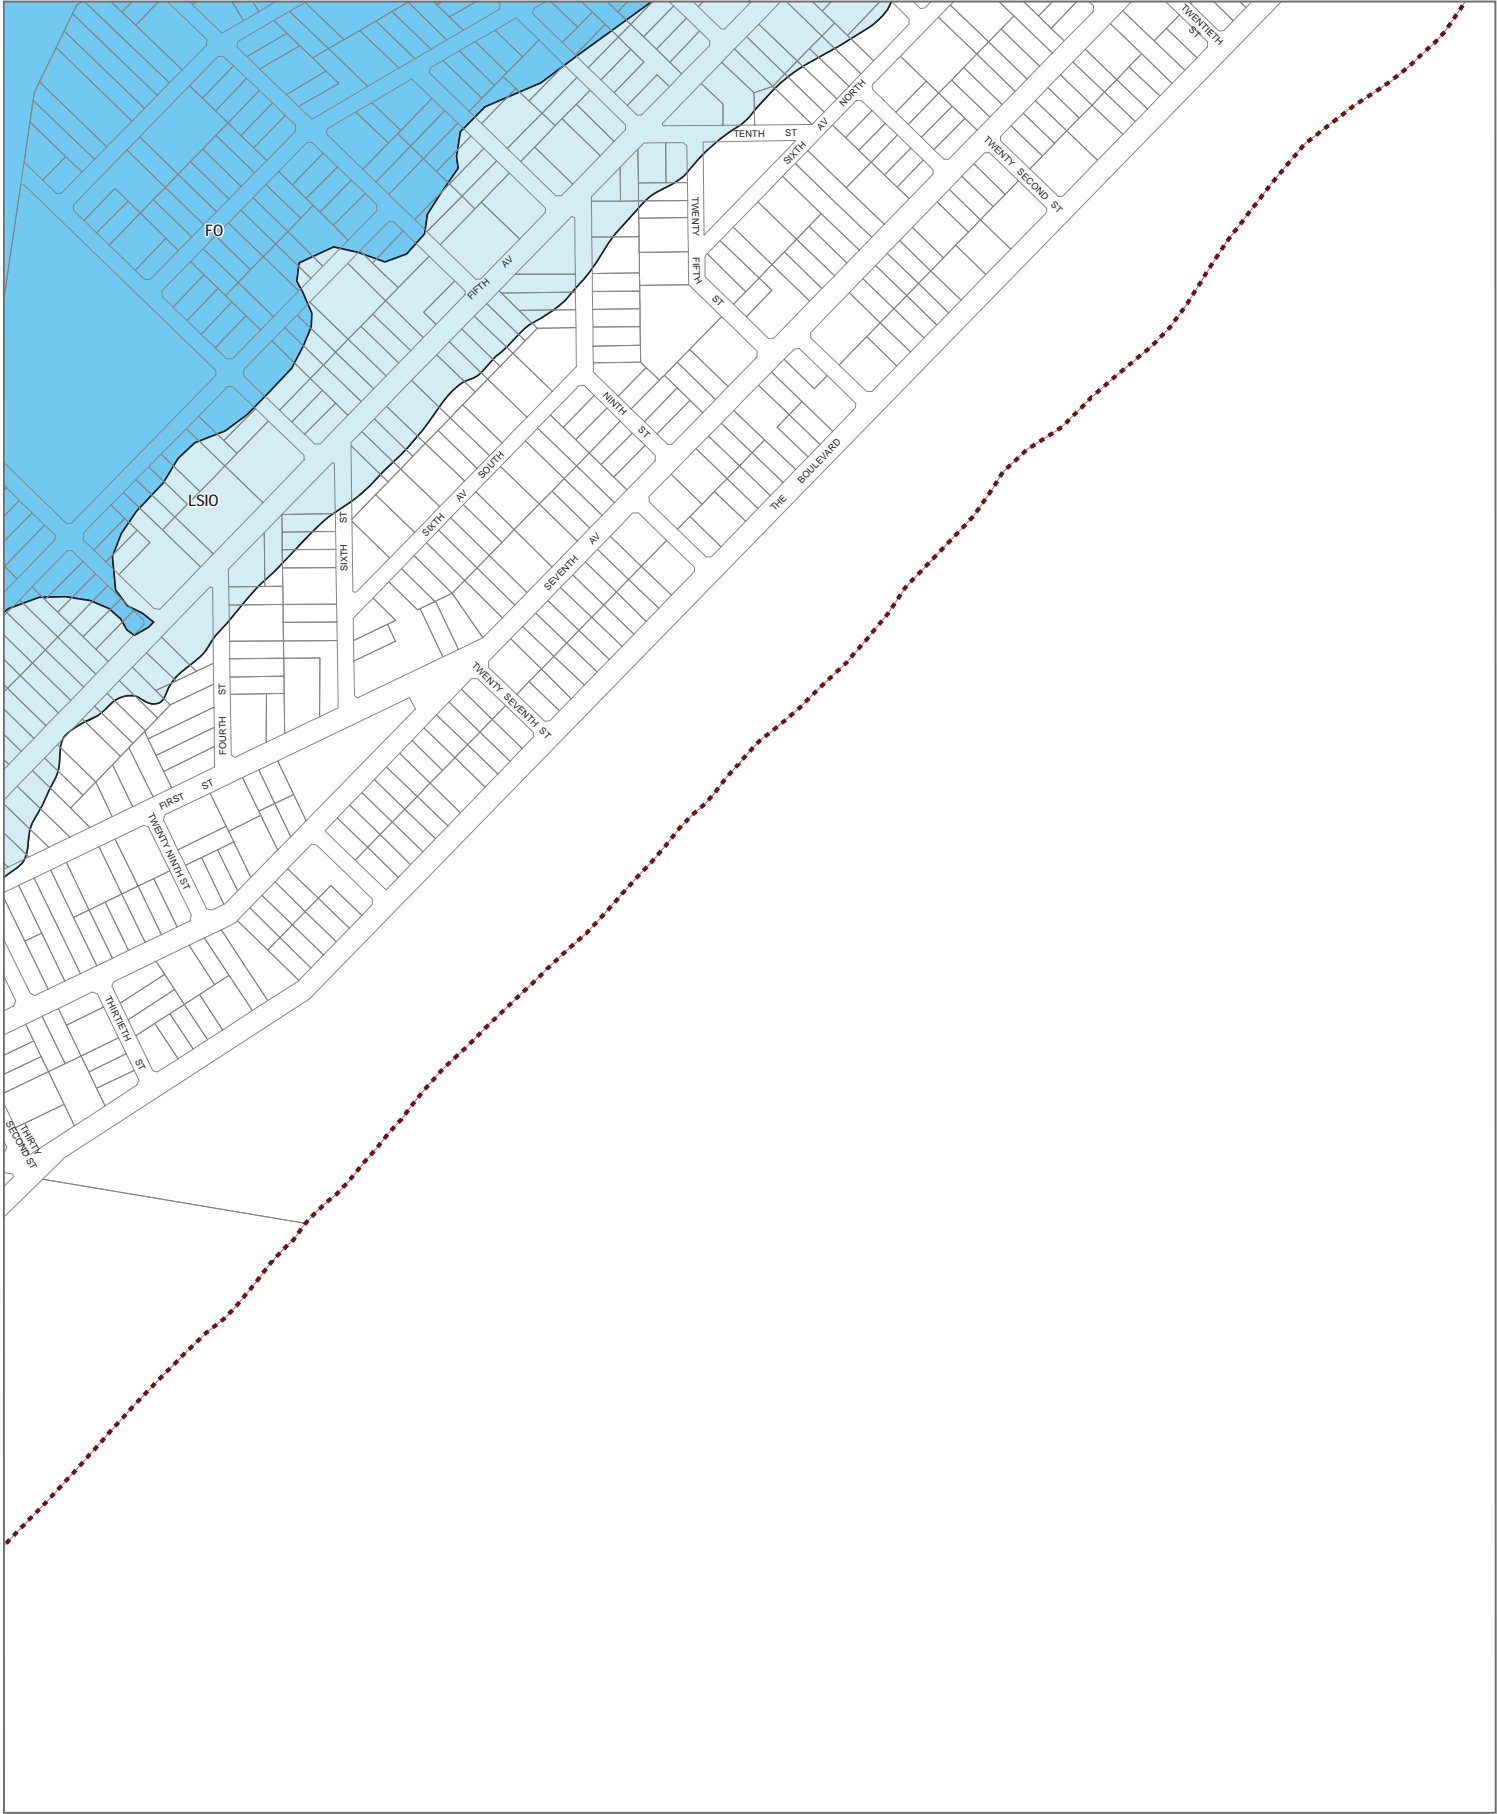 TWENTIETH
ST
NORTH
AV
SIXTH
TENTH ST
TWENTY SECOND ST
TWENTY
FIFTH
ST
FO
FIFTH AV
NINTH ST
THE BOULEVARD
LSIO
SIXTH AV SOUTH
SIXTH ST
SEVENTH AV
FOURTH ST
TWENTY SEVENTH ST
FIRST ST
TWENTY NINTH ST
THIRTIETH ST
THIRTY
SECOND ST